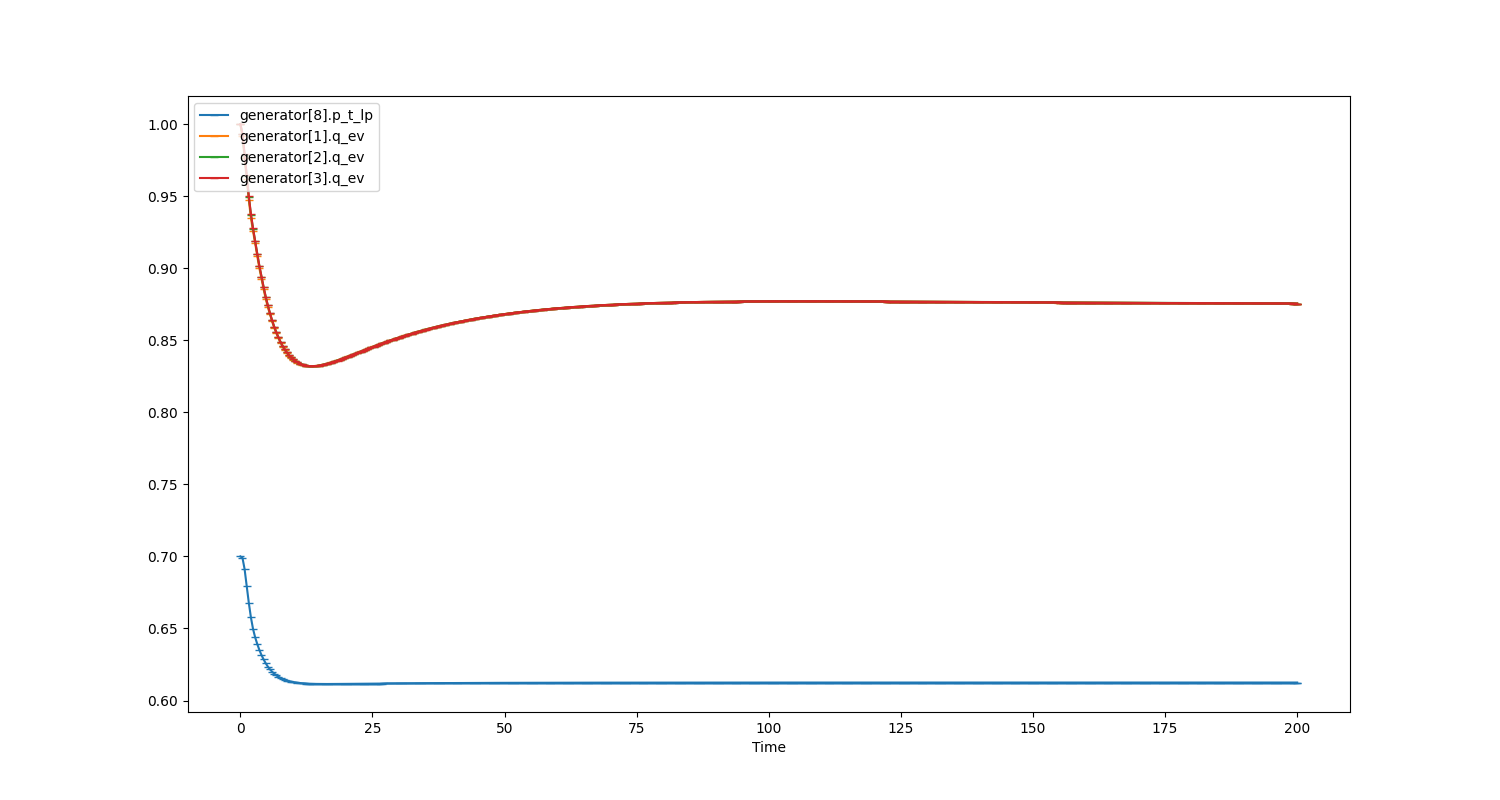 generator[8].p_t_lp
generator[1].q_ev
generator[2].q_ev
generator[3].q_ev
1.00
0.95
0.90
0.85
0.80
0.75
0.70
0.65
0.60
0 25 50 75 100 125 150 175 200
Time